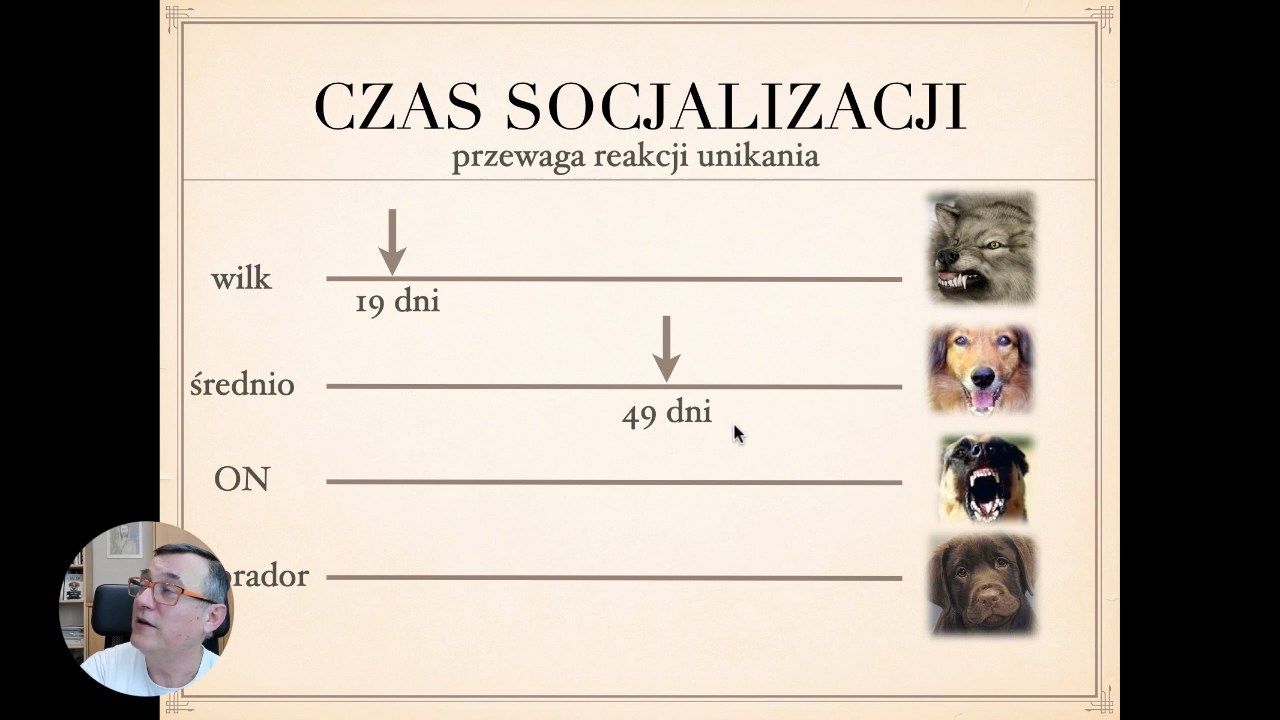 CZAS SOCJALIZACJI
przewaga reakcji unikania
wilk
19 dni
średnio
49 dni
ON